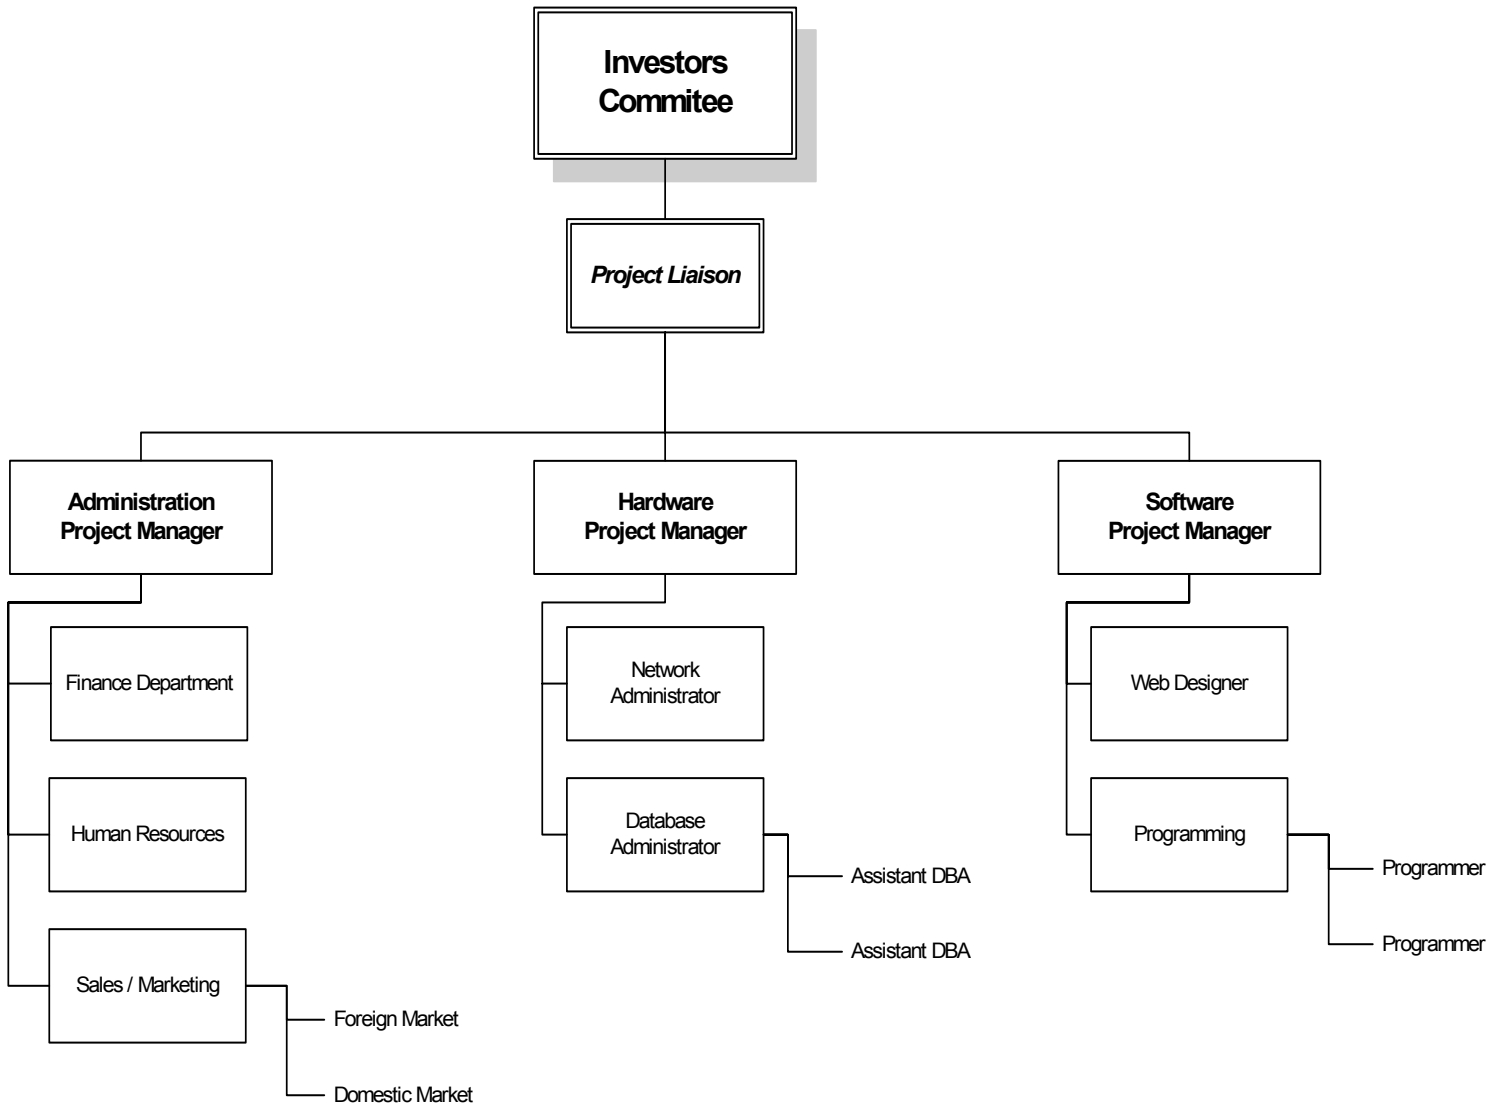 Investors
Commitee
Project Liaison
Administration
Project Manager
Hardware
Project Manager
Software
Project Manager
Finance Department
Network
Administrator
Web Designer
Human Resources
Database
Administrator
Programming
Assistant DBA
Assistant DBA
Programmer
Programmer
Sales / Marketing
Foreign Market
Domestic Market